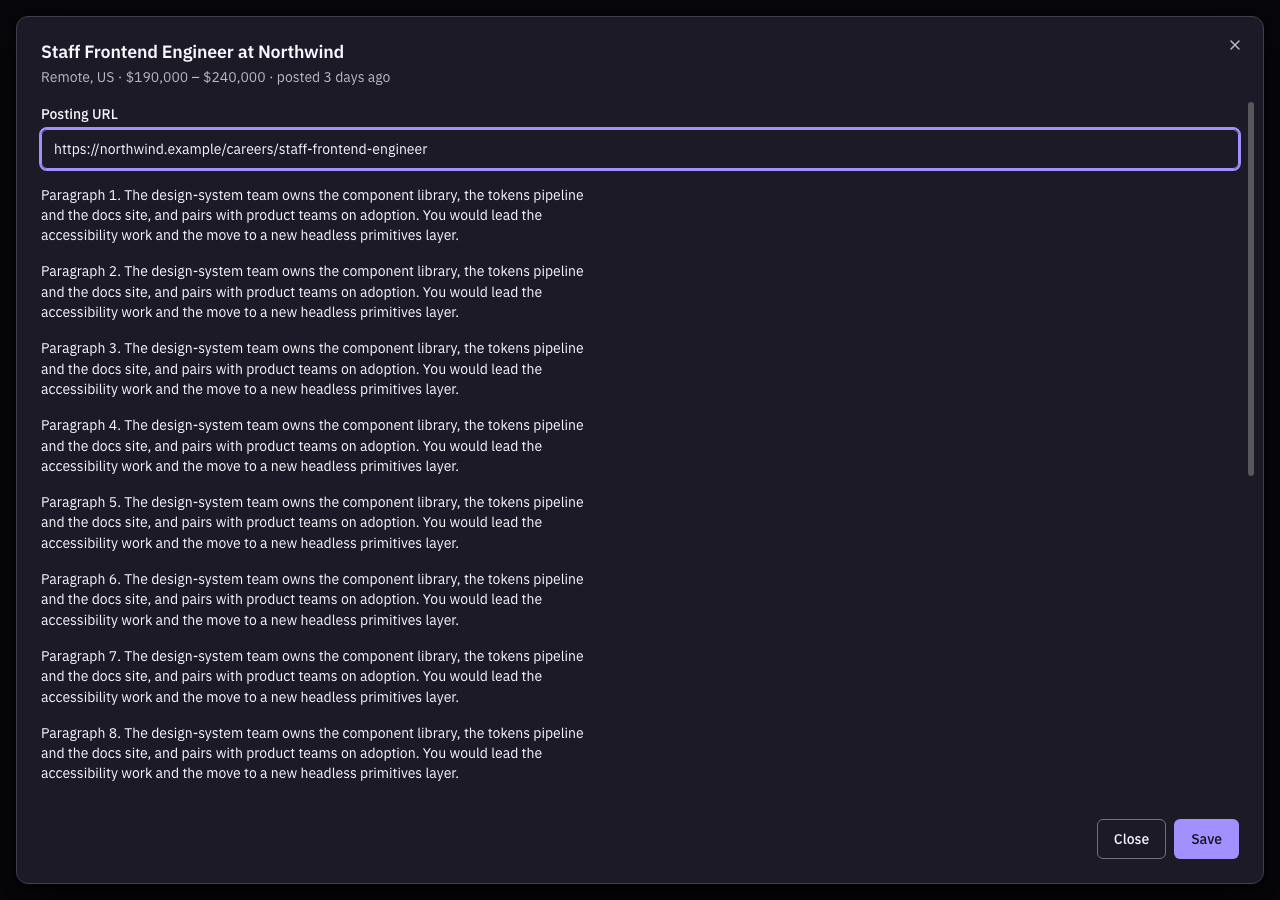 Staff Frontend Engineer at Northwind
Remote, US · $190,000 – $240,000 · posted 3 days ago
Posting URL
https://northwind.example/careers/staff-frontend-engineer
Paragraph 1. The design-system team owns the component library, the tokens pipeline
and the docs site, and pairs with product teams on adoption. You would lead the
accessibility work and the move to a new headless primitives layer.
Paragraph 2. The design-system team owns the component library, the tokens pipeline
and the docs site, and pairs with product teams on adoption. You would lead the
accessibility work and the move to a new headless primitives layer.
Paragraph 3. The design-system team owns the component library, the tokens pipeline
and the docs site, and pairs with product teams on adoption. You would lead the
accessibility work and the move to a new headless primitives layer.
Paragraph 4. The design-system team owns the component library, the tokens pipeline
and the docs site, and pairs with product teams on adoption. You would lead the
accessibility work and the move to a new headless primitives layer.
Paragraph 5. The design-system team owns the component library, the tokens pipeline
and the docs site, and pairs with product teams on adoption. You would lead the
accessibility work and the move to a new headless primitives layer.
Paragraph 6. The design-system team owns the component library, the tokens pipeline
and the docs site, and pairs with product teams on adoption. You would lead the
accessibility work and the move to a new headless primitives layer.
Paragraph 7. The design-system team owns the component library, the tokens pipeline
and the docs site, and pairs with product teams on adoption. You would lead the
accessibility work and the move to a new headless primitives layer.
Paragraph 8. The design-system team owns the component library, the tokens pipeline
and the docs site, and pairs with product teams on adoption. You would lead the
accessibility work and the move to a new headless primitives layer.
Close
Save